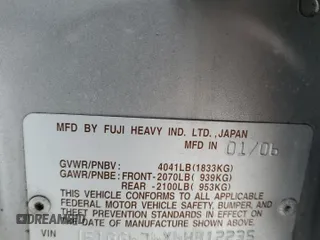 MFD BY FUJI HEAVY IND. LTD.,JAPAN
MFD IN 01/06
GVWR/PNBV: 4041LB(1833KG)
GAWR/PNBE: FRONT-2070LB( 939KG)
REAR -2100LB( 953KG)
THIS VEHICLE CONFORMS TO ALL APPLICABLE
FEDERAL MOTOR VEHICLE SAFETY, BUMPER, AND
THEFT PREVENTION STANDARDS IN EFFECT ON THE
DATE OF MANUFACTURE SHOWN ABOVE.
VIN